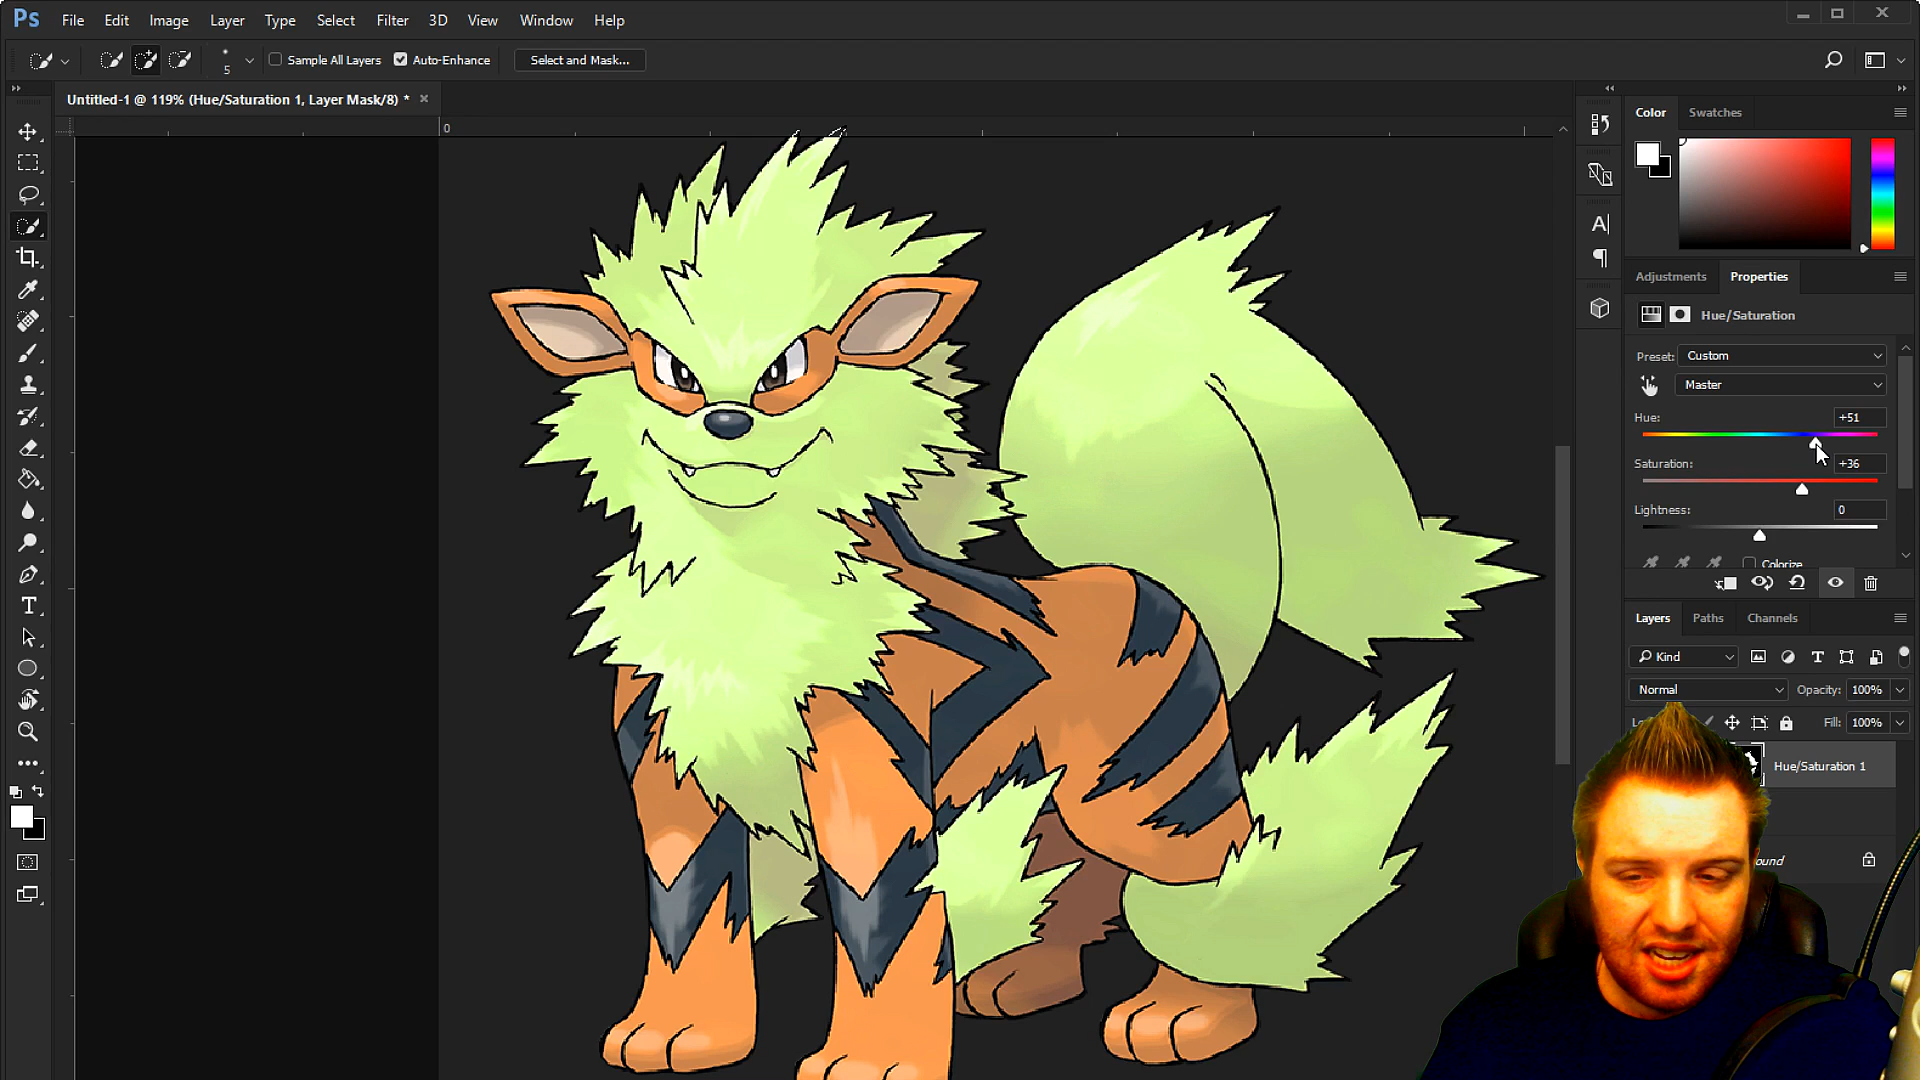 Ps File Edit Image Layer Type Select Filter 3D View Window Help
5 Sample All Layers Auto-Enhance Select and Mask...
Untitled-1 @ 119% (Hue/Saturation 1, Layer Mask/8) *
0
Color Swatches
Adjustments Properties
Hue/Saturation
Preset: Custom
Master
Hue: +51
Saturation: +36
Lightness: 0
Colorize
Layers Paths Channels
Kind
Normal Opacity: 100%
Fill: 100%
Hue/Saturation 1
ound